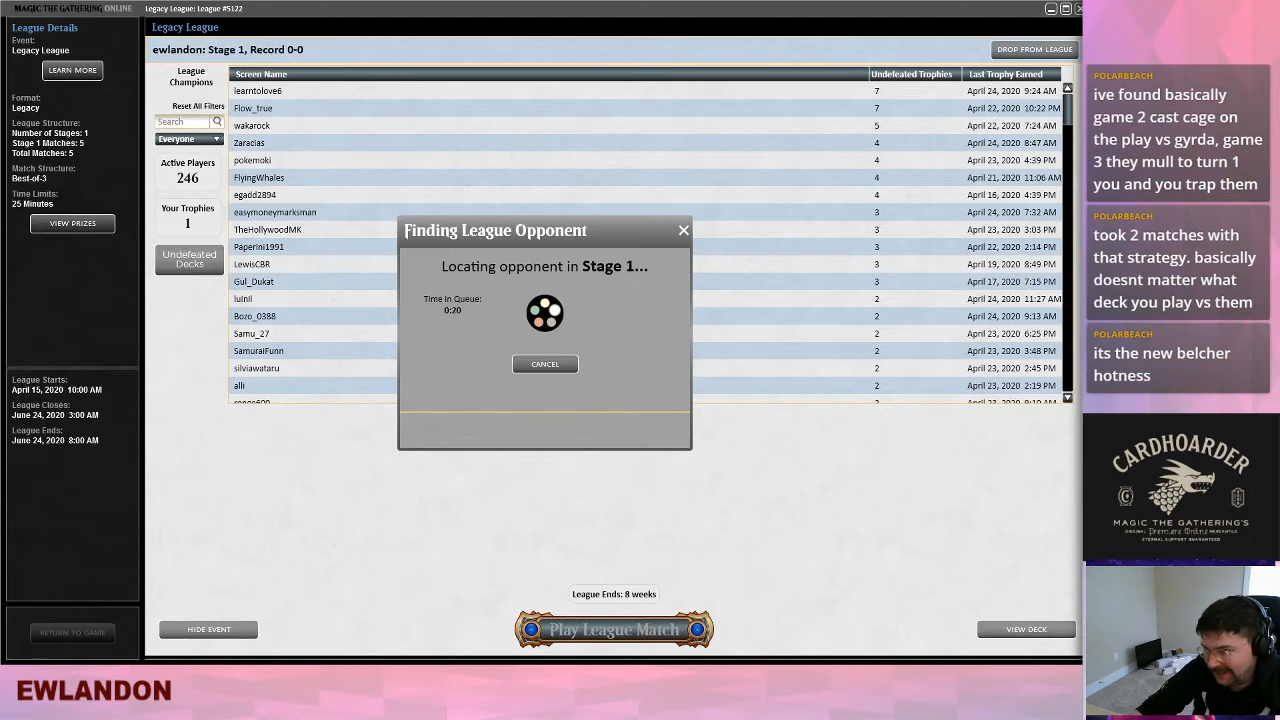 MAGIC THE GATHERING ONLINE
Legacy League: League #5122
League Details
Event:
Legacy League
LEARN MORE
Format:
Legacy
League Structure:
Number of Stages: 1
Stage 1 Matches: 5
Total Matches: 5
Match Structure:
Best-of-3
Time Limits:
25 Minutes
VIEW PRIZES
League Starts:
April 15, 2020 10:00 AM
League Closes:
June 24, 2020 3:00 AM
League Ends:
June 24, 2020 8:00 AM
RETURN TO GAME
Legacy League
ewlandon: Stage 1, Record 0-0
DROP FROM LEAGUE
League
Champions
Reset All Filters
Search
Everyone
Active Players
246
Your Trophies
1
Undefeated
Decks
Screen Name Undefeated Trophies Last Trophy Earned
learntolove6 7 April 24, 2020 9:24 AM
Flow_true 7 April 22, 2020 10:22 PM
wakarock 5 April 22, 2020 7:24 AM
Zaracias 4 April 24, 2020 8:47 AM
pokemoki 4 April 23, 2020 4:39 PM
FlyingWhales 4 April 21, 2020 11:06 AM
egadd2894 4 April 16, 2020 4:39 PM
easymoneymarksman 3 April 24, 2020 7:32 AM
TheHollywoodMK 3 April 23, 2020 3:03 PM
Paperini1991 3 April 22, 2020 2:14 PM
LewisCBR 3 April 19, 2020 8:49 PM
Gul_Dukat 3 April 17, 2020 7:15 PM
luinil 2 April 24, 2020 11:27 AM
Bozo_0388 2 April 24, 2020 9:13 AM
Samu_27 2 April 23, 2020 6:25 PM
SamuraiFunn 2 April 23, 2020 3:48 PM
silviawataru 2 April 23, 2020 2:45 PM
alli 2 April 23, 2020 2:19 PM
Finding League Opponent
Locating opponent in Stage 1...
Time in Queue:
0:20
CANCEL
League Ends: 8 weeks
HIDE EVENT
Play League Match
VIEW DECK
EWLANDON
POLARBEACH
ive found basically
game 2 cast cage on
the play vs gyrda, game
3 they mull to turn 1
you and you trap them
POLARBEACH
took 2 matches with
that strategy. basically
doesnt matter what
deck you play vs them
POLARBEACH
its the new belcher
hotness
CARDHOARDER
MAGIC THE GATHERING'S
ORIGINAL Premiere Online MERCANTILE
ETERNAL SUPPORT GUARANTEED